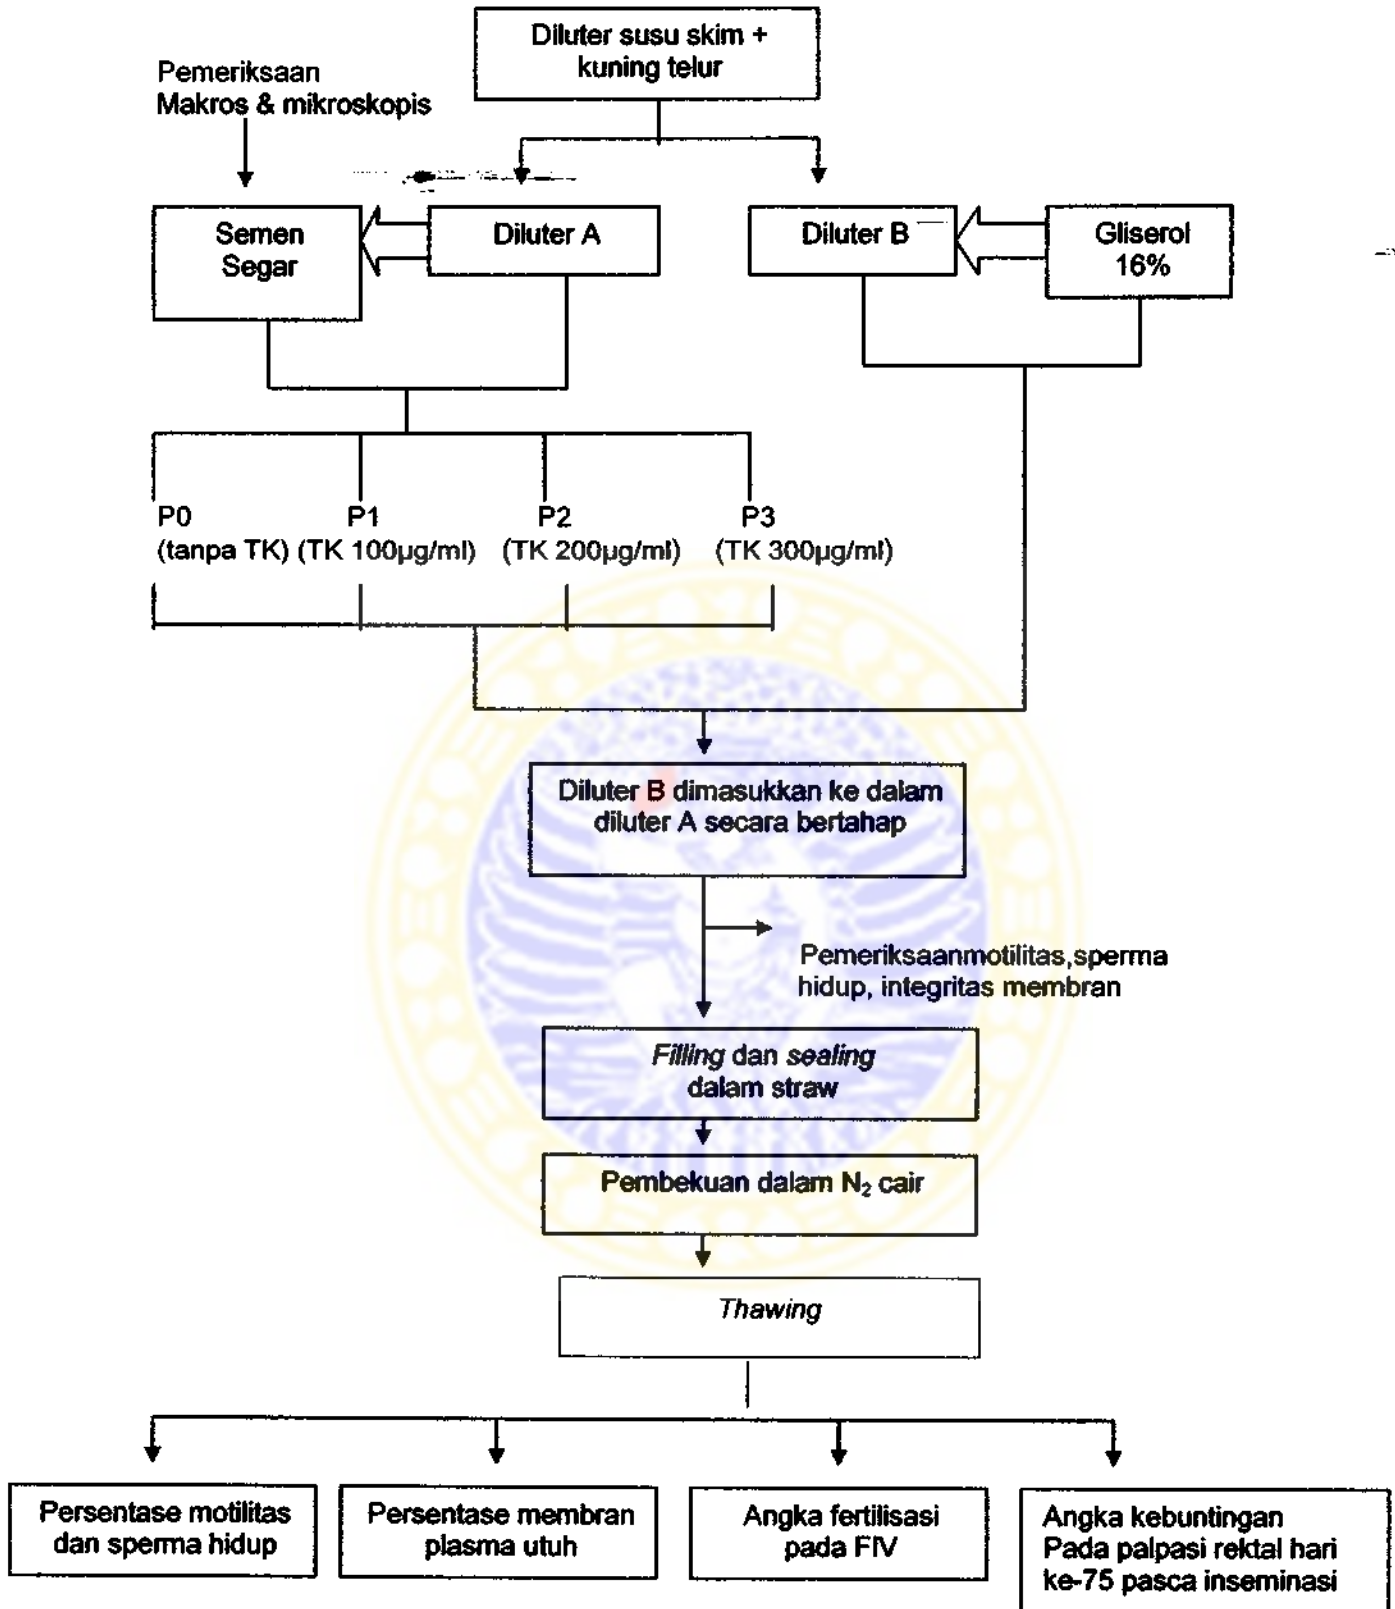 Diluter susu skim +
kuning telur
Pemeriksaan
Makros & mikroskopis
Semen
Segar
Diluter A
Diluter B
Gliserol
16%
P0
(tanpa TK)
P1
(TK 100µg/ml)
P2
(TK 200µg/ml)
P3
(TK 300µg/ml)
Diluter B dimasukkan ke dalam
diluter A secara bertahap
Pemeriksaanmotilitas,sperma
hidup, integritas membran
Filling dan sealing
dalam straw
Pembekuan dalam N₂ cair
Thawing
Persentase motilitas
dan sperma hidup
Persentase membran
plasma utuh
Angka fertilisasi
pada FIV
Angka kebuntingan
Pada palpasi rektal hari
ke-75 pasca inseminasi